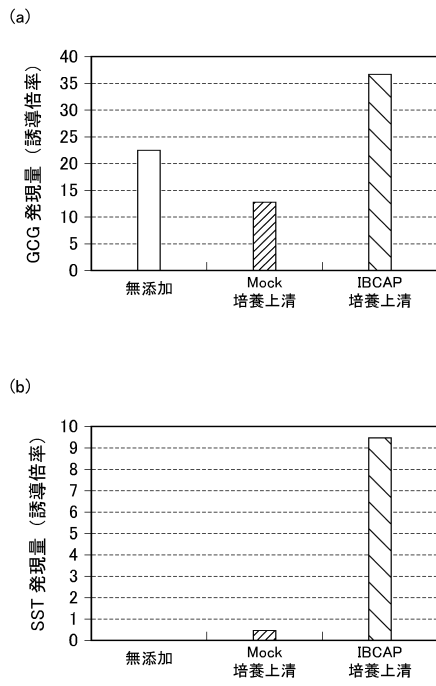 (a)
GCG 発現量 (誘導倍率)
40
35
30
25
20
15
10
5
0
無添加
Mock
培養上清
IBCAP
培養上清
(b)
SST 発現量 (誘導倍率)
10
9
8
7
6
5
4
3
2
1
0
無添加
Mock
培養上清
IBCAP
培養上清